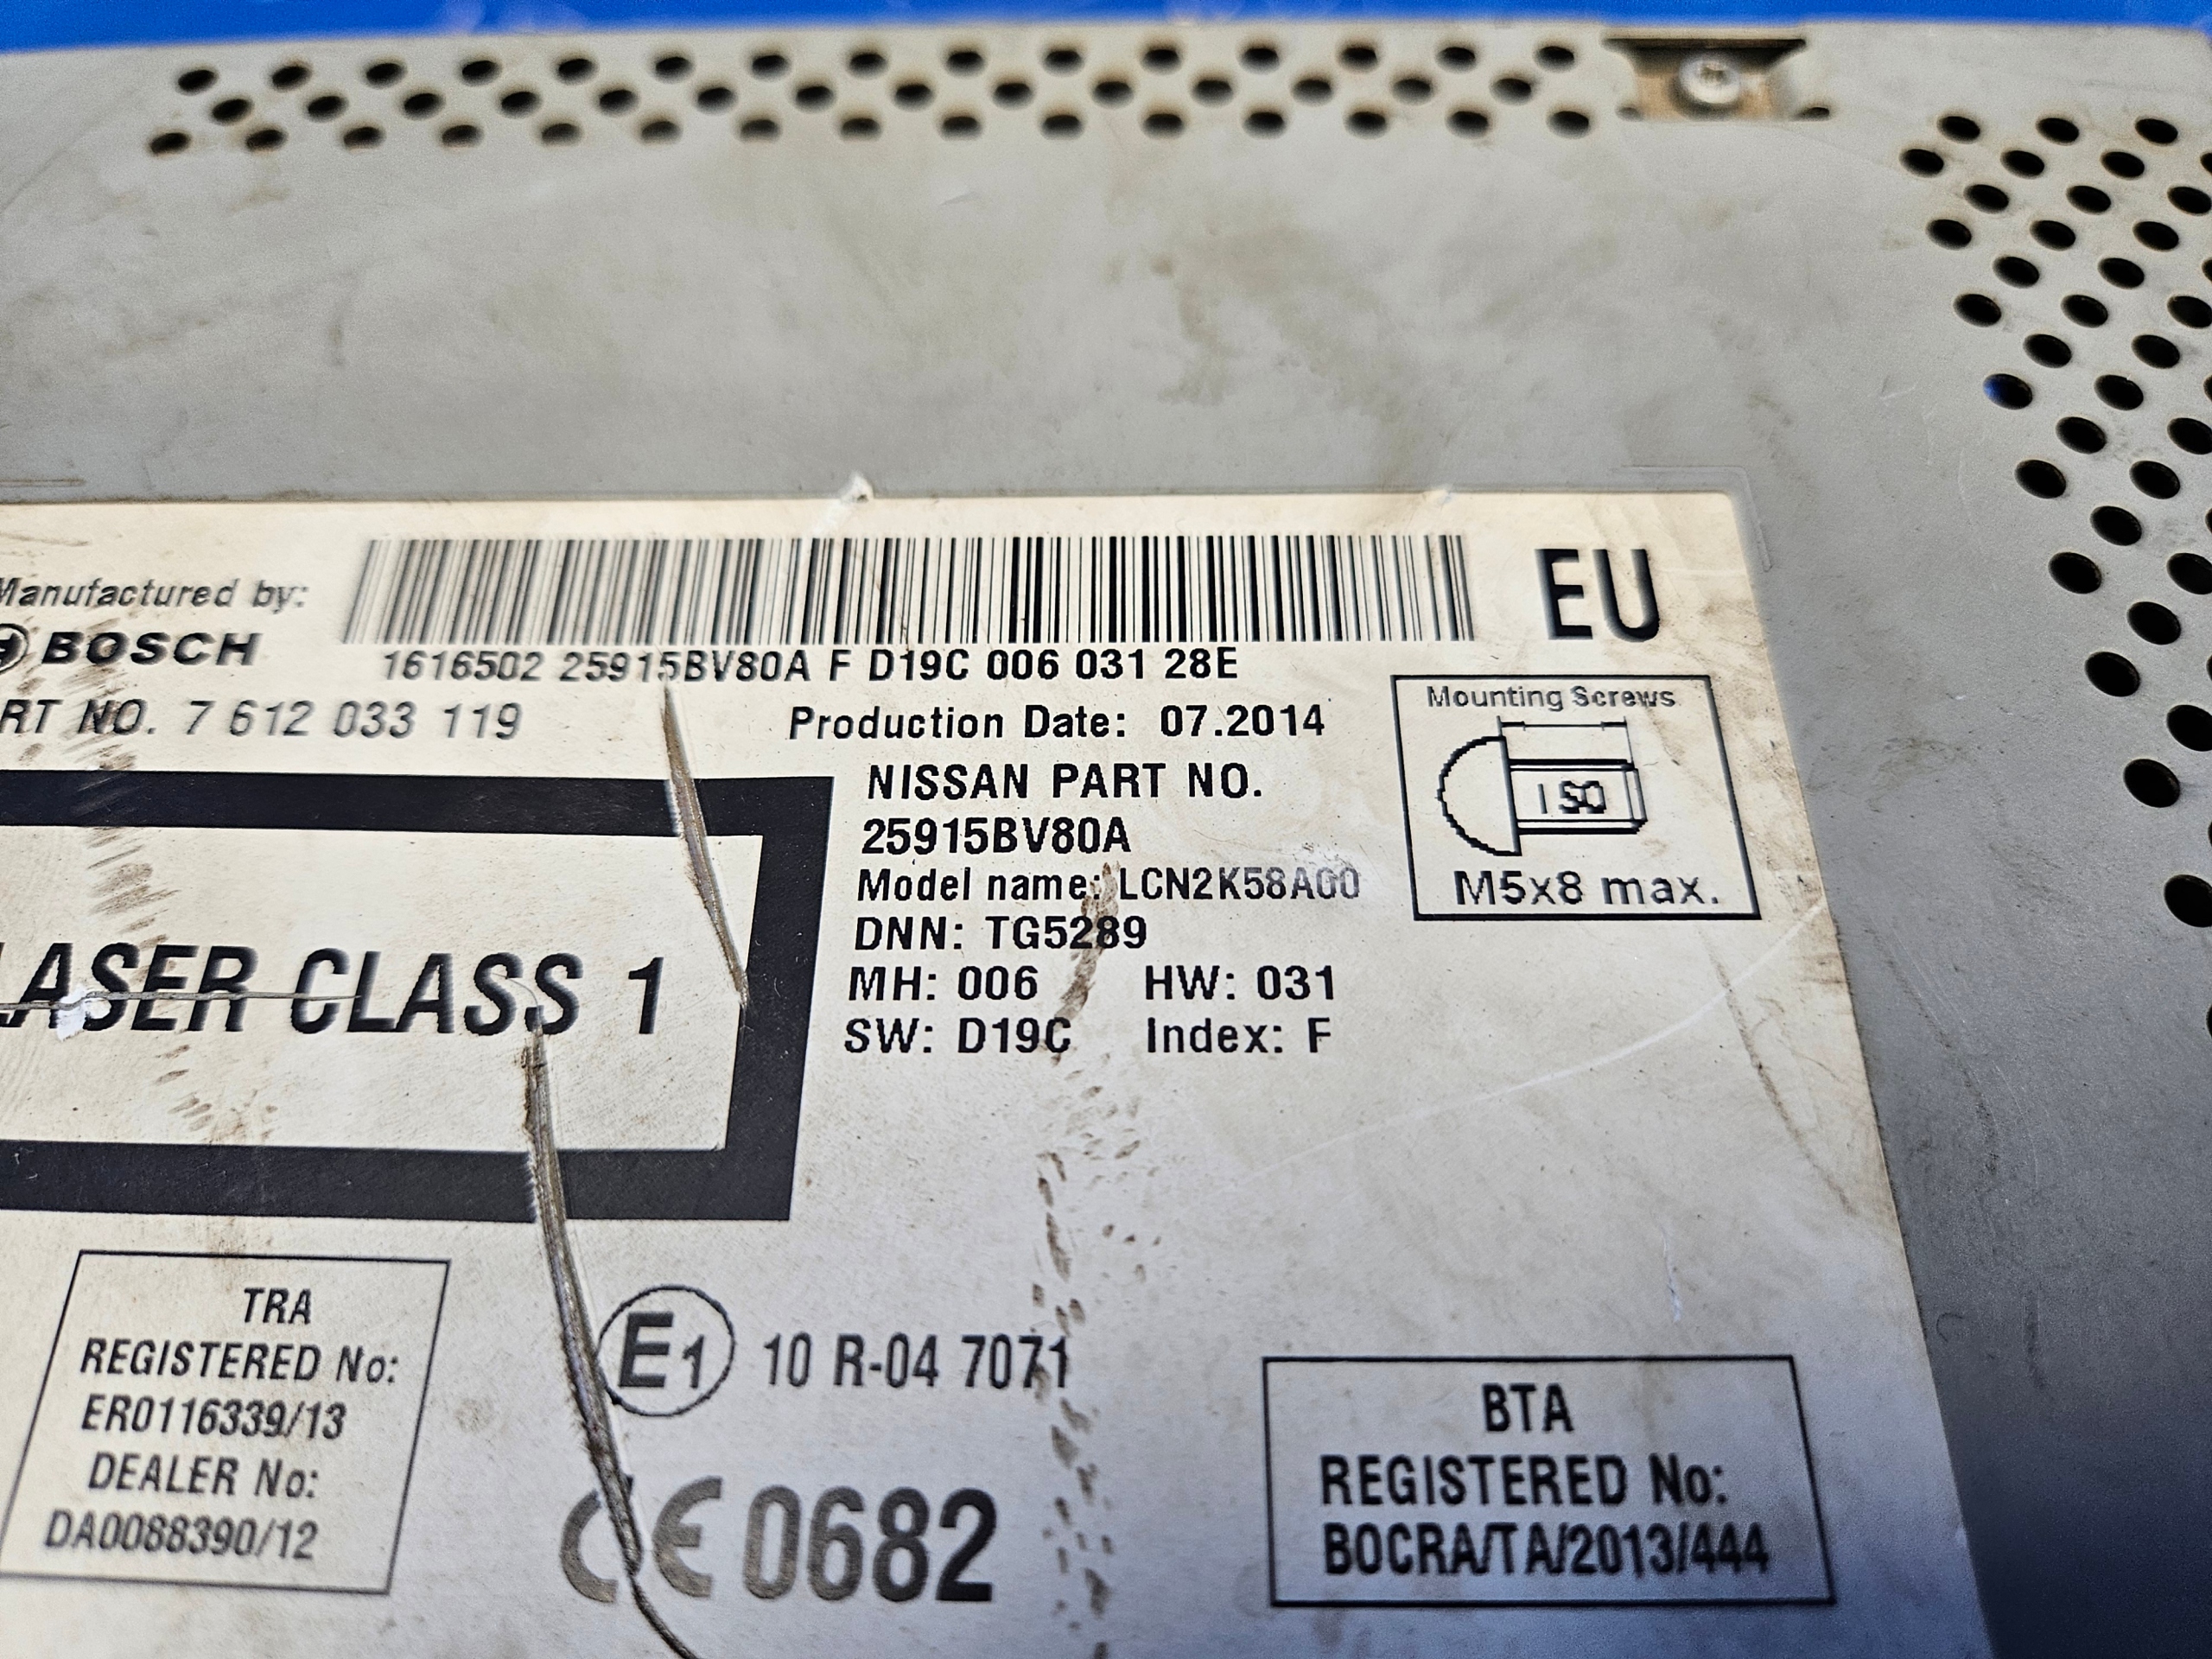 Manufactured by:
BOSCH
1616502 25915BV80A F D19C 006 031 28E
EU
RT NO. 7 612 033 119
Production Date: 07.2014
NISSAN PART NO.
25915BV80A
Model name: LCN2K58A00
DNN: TG5289
MH: 006 HW: 031
SW: D19C Index: F
Mounting Screws
ISO
M5x8 max.
LASER CLASS 1
TRA
REGISTERED No:
ER0116339/13
DEALER No:
DA0088390/12
E1 10 R-04 7071
CE 0682
BTA
REGISTERED No:
BOCRA/TA/2013/444